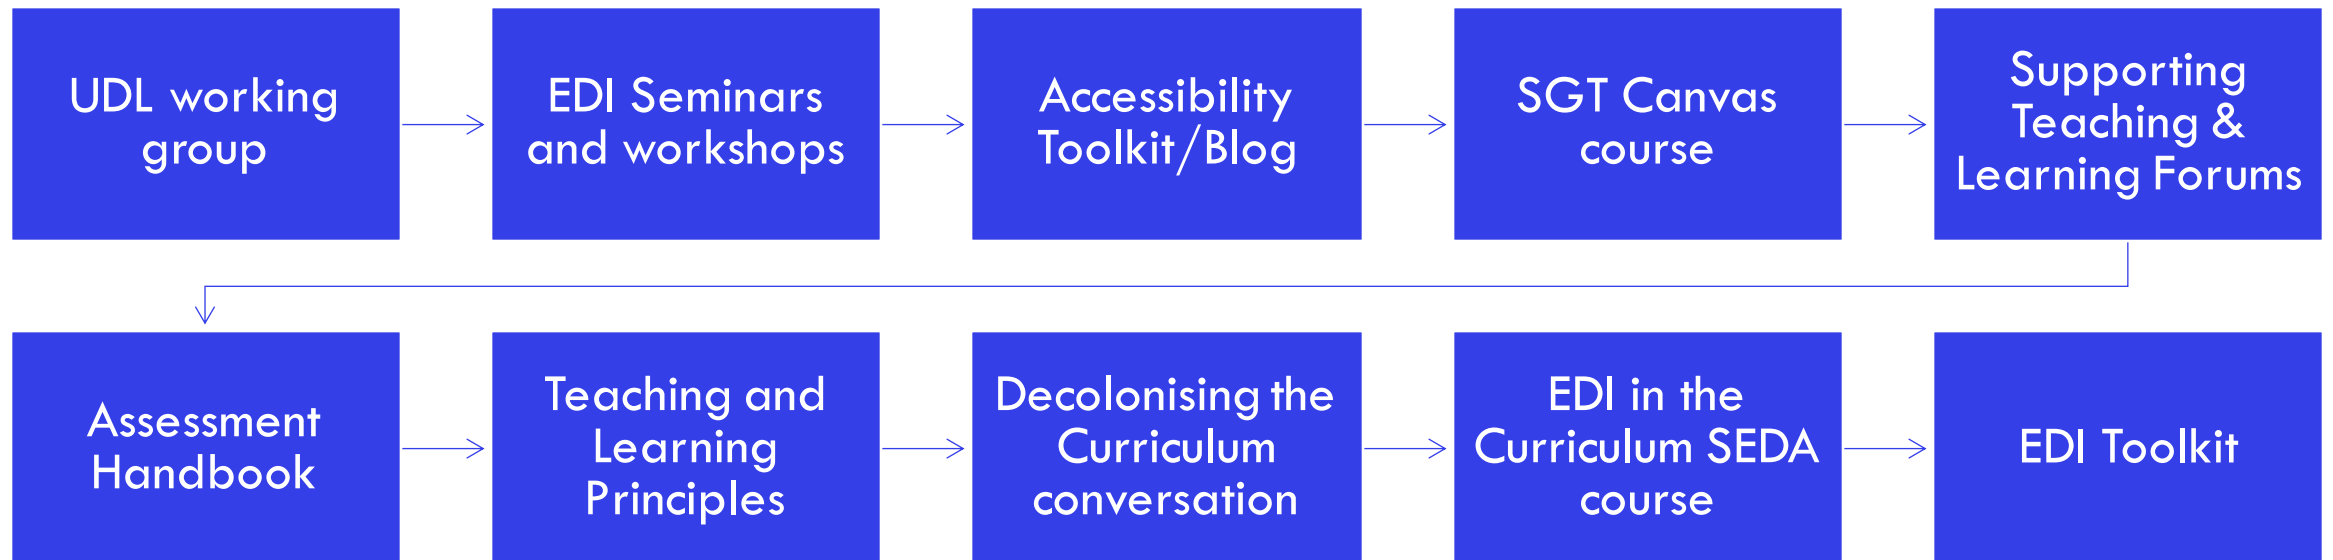 UDL working
group
EDI Seminars
and workshops
Accessibility
Toolkit/Blog
SGT Canvas
course
Supporting
Teaching &
Learning Forums
Assessment
Handbook
Teaching and
Learning
Principles
Decolonising the
Curriculum
conversation
EDI in the
Curriculum SEDA
course
EDI Toolkit